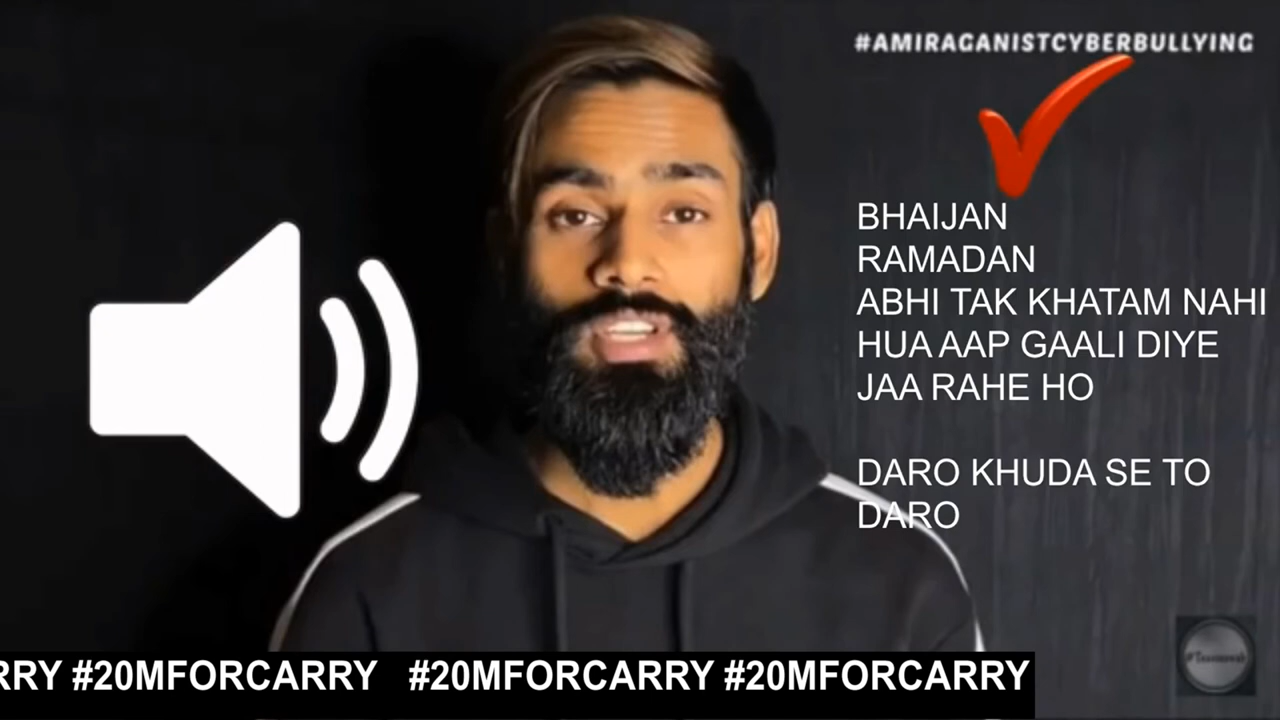 #AMIRAGANISTCYBERBULLYING
BHAIJAN
RAMADAN
ABHI TAK KHATAM NAHI
HUA AAP GAALI DIYE
JAA RAHE HO
DARO KHUDA SE TO
DARO
RRY #20MFORCARRY #20MFORCARRY #20MFORCARRY